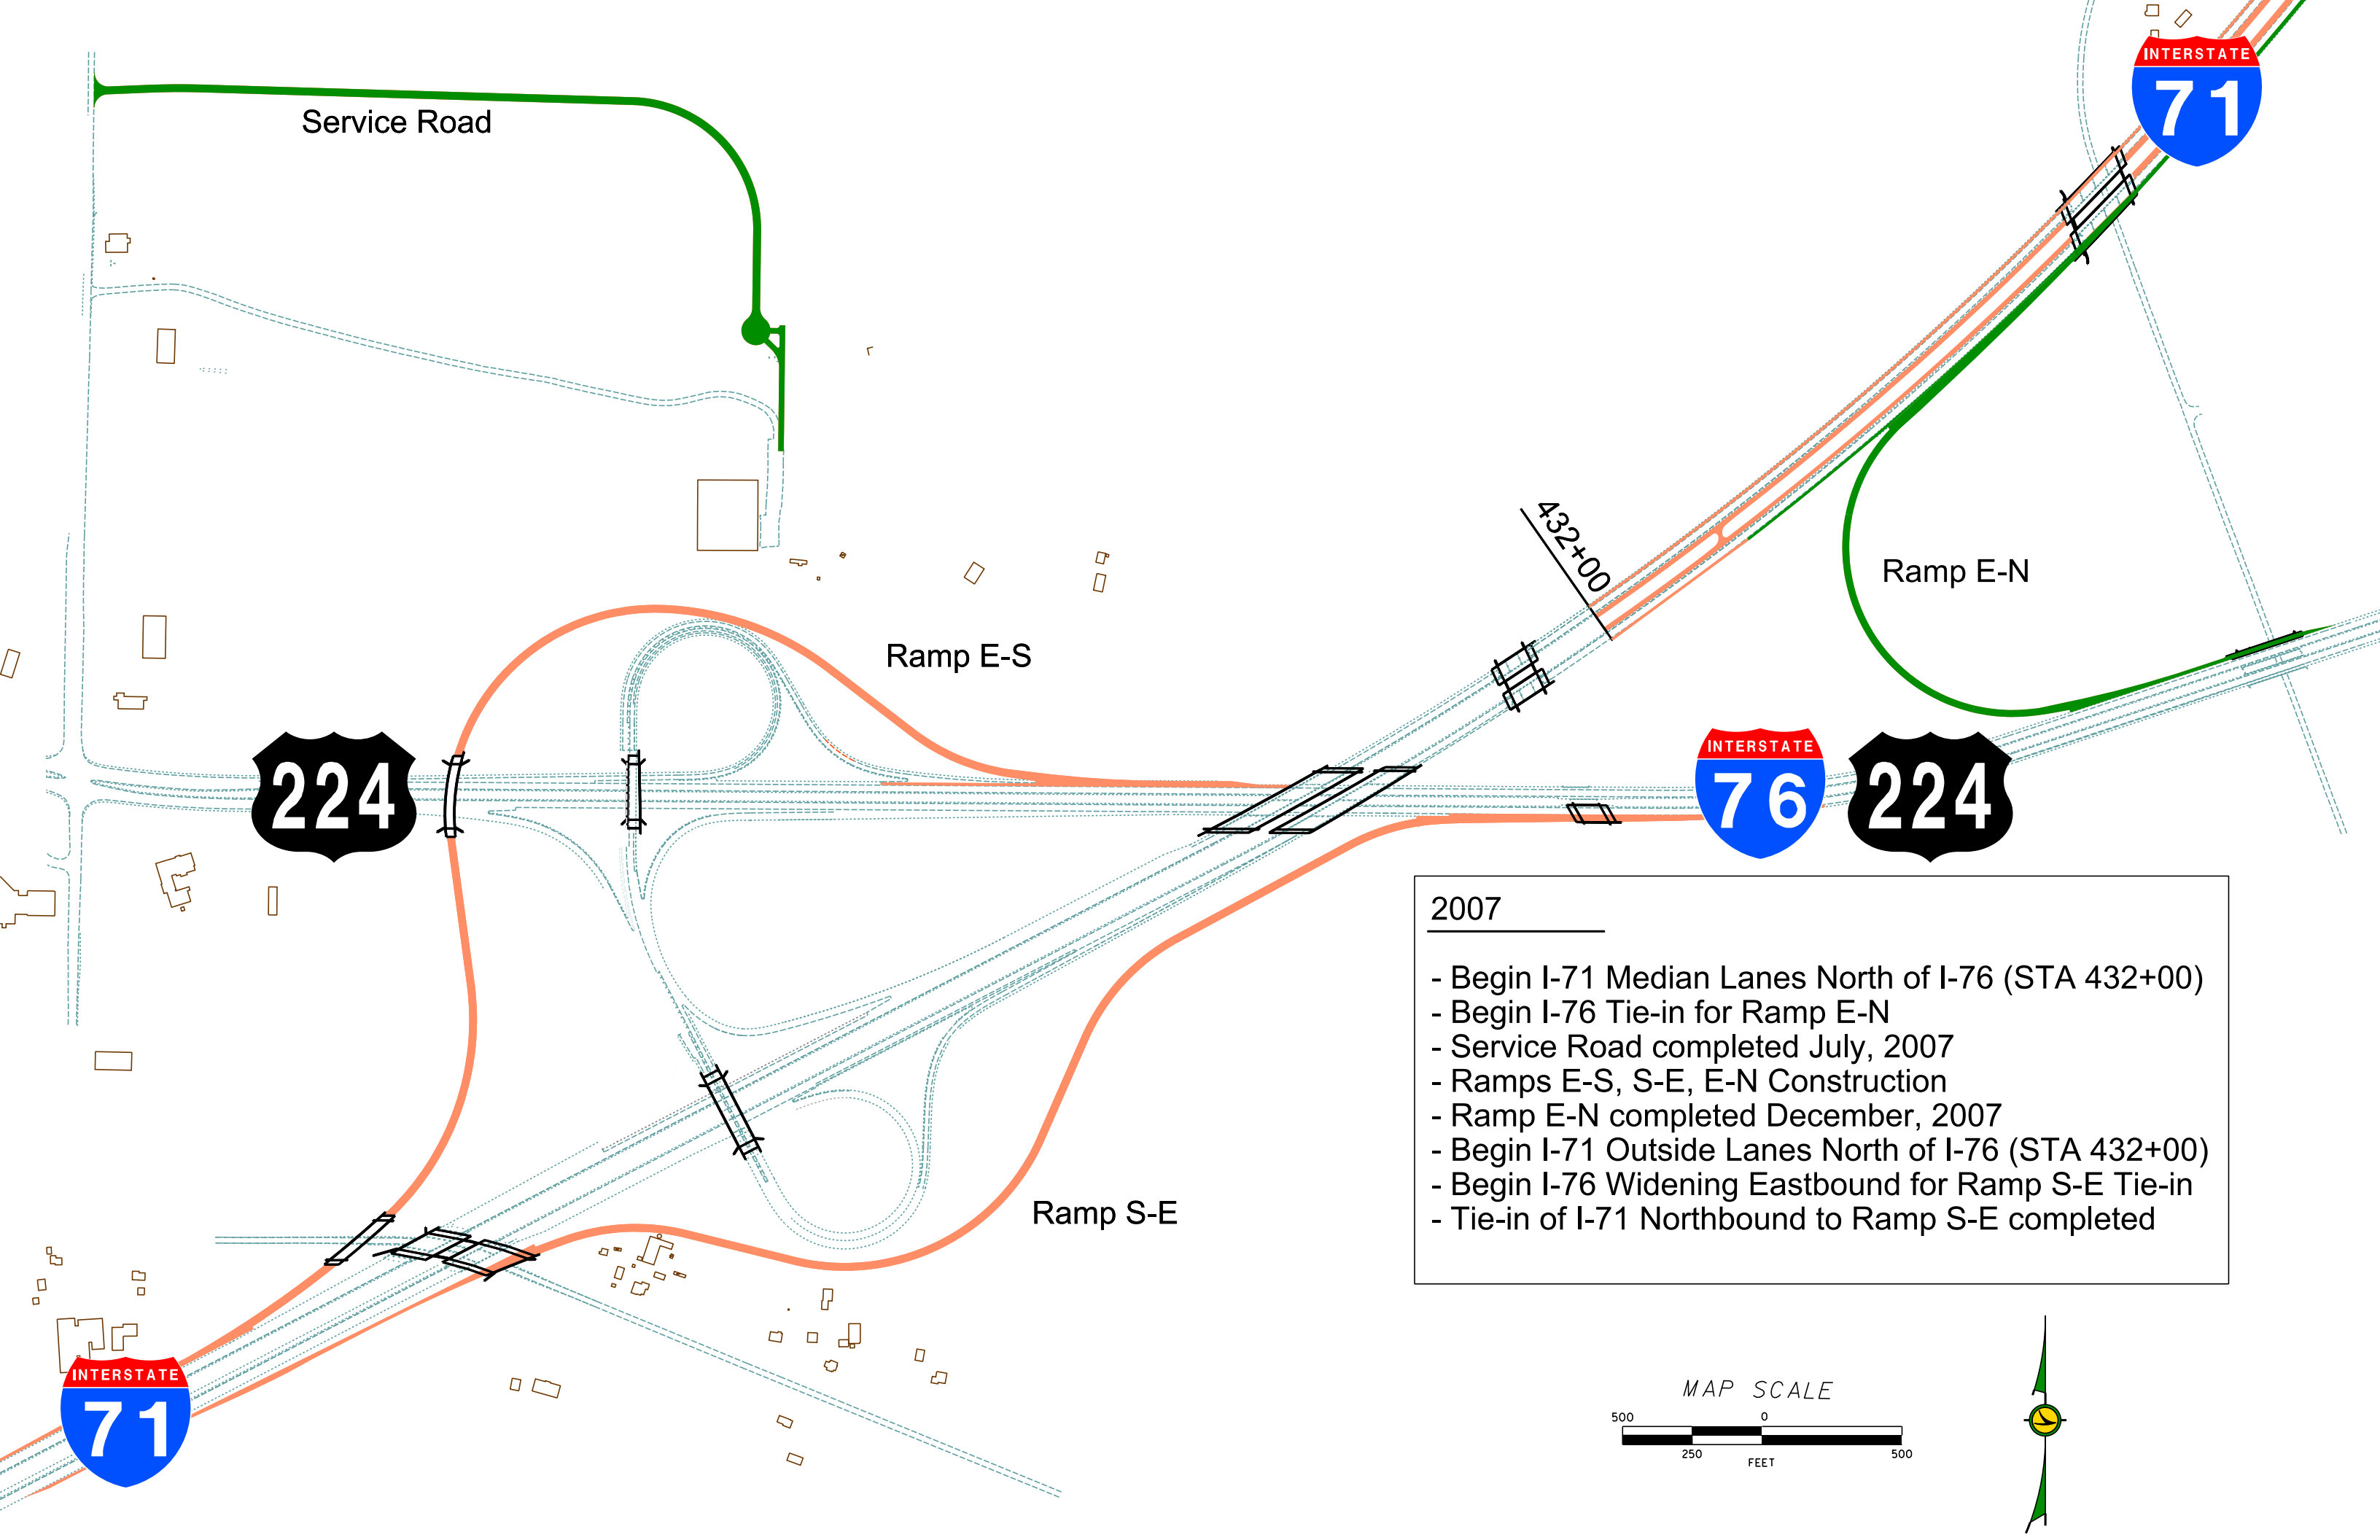 INTERSTATE
71
Service Road
432+00
Ramp E-N
Ramp E-S
224
INTERSTATE
76
224
2007
- Begin I-71 Median Lanes North of I-76 (STA 432+00)
- Begin I-76 Tie-in for Ramp E-N
- Service Road completed July, 2007
- Ramps E-S, S-E, E-N Construction
- Ramp E-N completed December, 2007
- Begin I-71 Outside Lanes North of I-76 (STA 432+00)
- Begin I-76 Widening Eastbound for Ramp S-E Tie-in
- Tie-in of I-71 Northbound to Ramp S-E completed
Ramp S-E
INTERSTATE
71
MAP SCALE
500 0
250 500
FEET